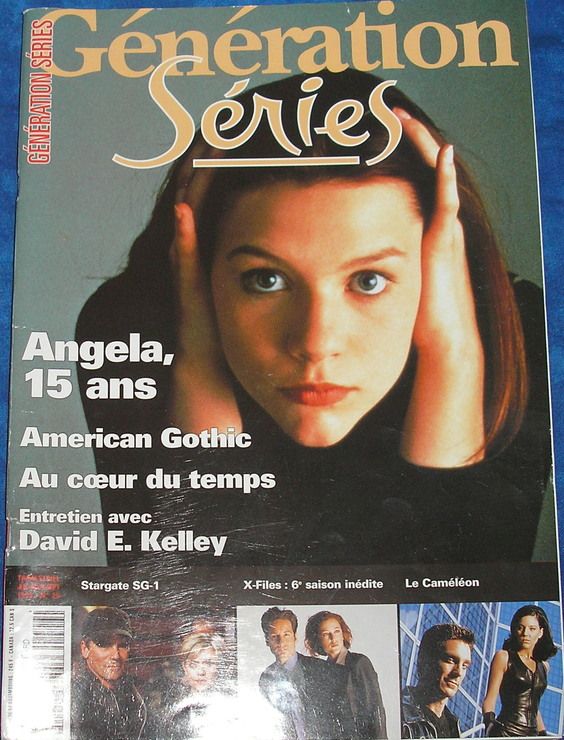 GÉNÉRATION SÉRIES
Génération
Séries
Angela,
15 ans
American Gothic
Au cœur du temps
Entretien avec
David E. Kelley
TRIMESTRIEL
Stargate SG-1
X-Files : 6e saison inédite
Le Caméléon